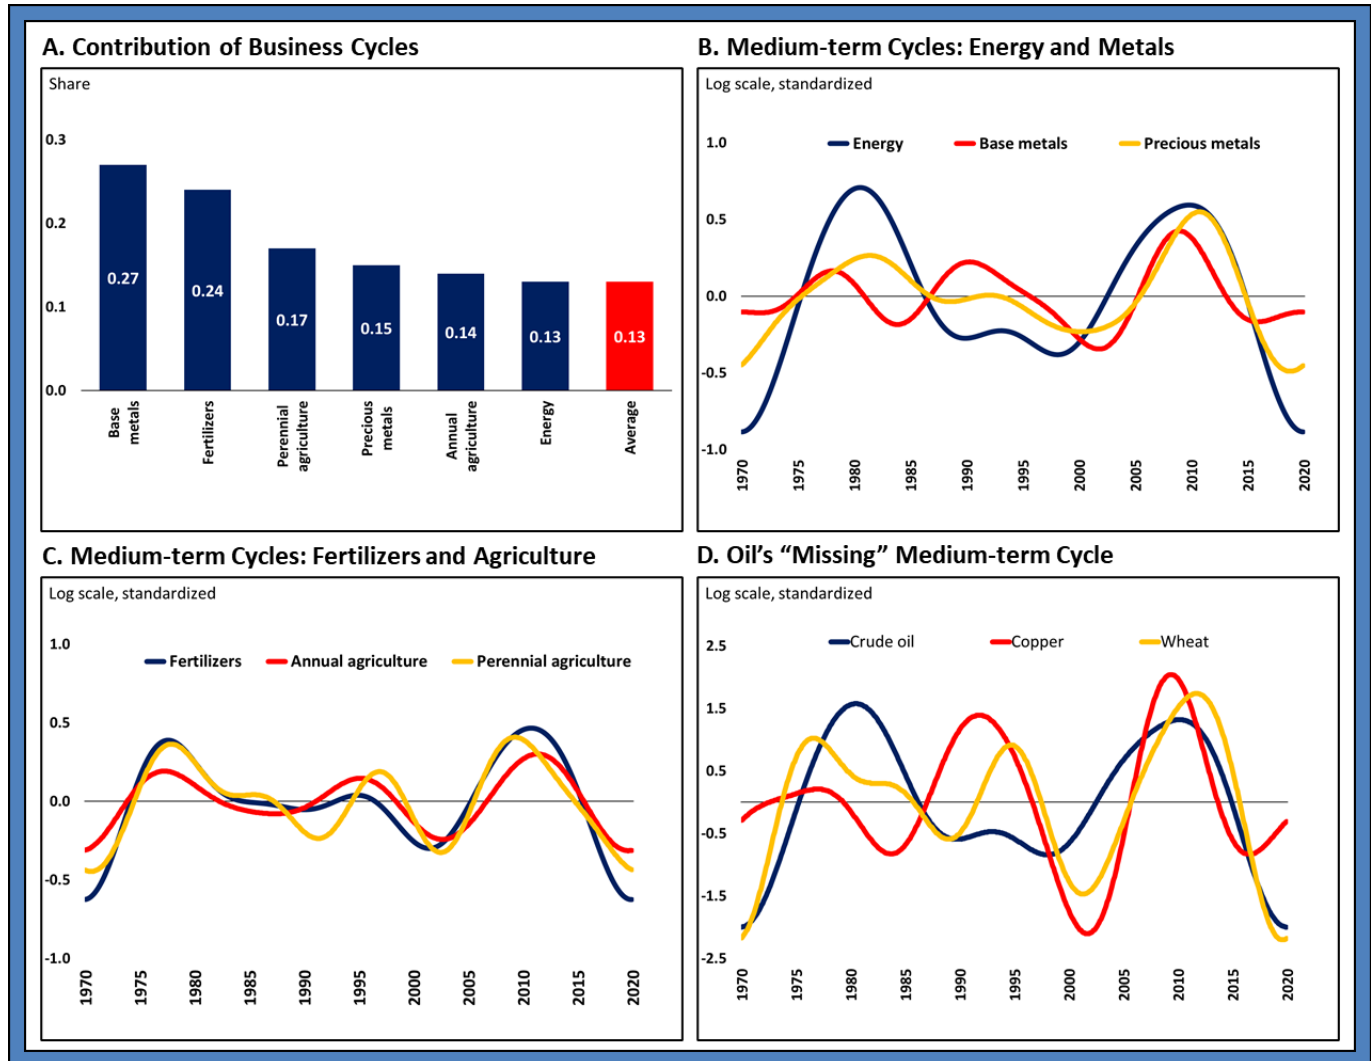 A. Contribution of Business Cycles
Share
0.3
0.2
0.1
0.0
0.27
0.24
0.17
0.15
0.14
0.13
0.13
Base
metals
Fertilizers
Perennial
agriculture
Precious
metals
Annual
agriculture
Energy
Average
B. Medium-term Cycles: Energy and Metals
Log scale, standardized
Energy Base metals Precious metals
1.0
0.5
0.0
-0.5
-1.0
1970 1975 1980 1985 1990 1995 2000 2005 2010 2015 2020
C. Medium-term Cycles: Fertilizers and Agriculture
Log scale, standardized
Fertilizers Annual agriculture Perennial agriculture
1.0
0.5
0.0
-0.5
-1.0
1970 1975 1980 1985 1990 1995 2000 2005 2010 2015 2020
D. Oil’s “Missing” Medium-term Cycle
Log scale, standardized
Crude oil Copper Wheat
2.5
1.5
0.5
-0.5
-1.5
-2.5
1970 1975 1980 1985 1990 1995 2000 2005 2010 2015 2020